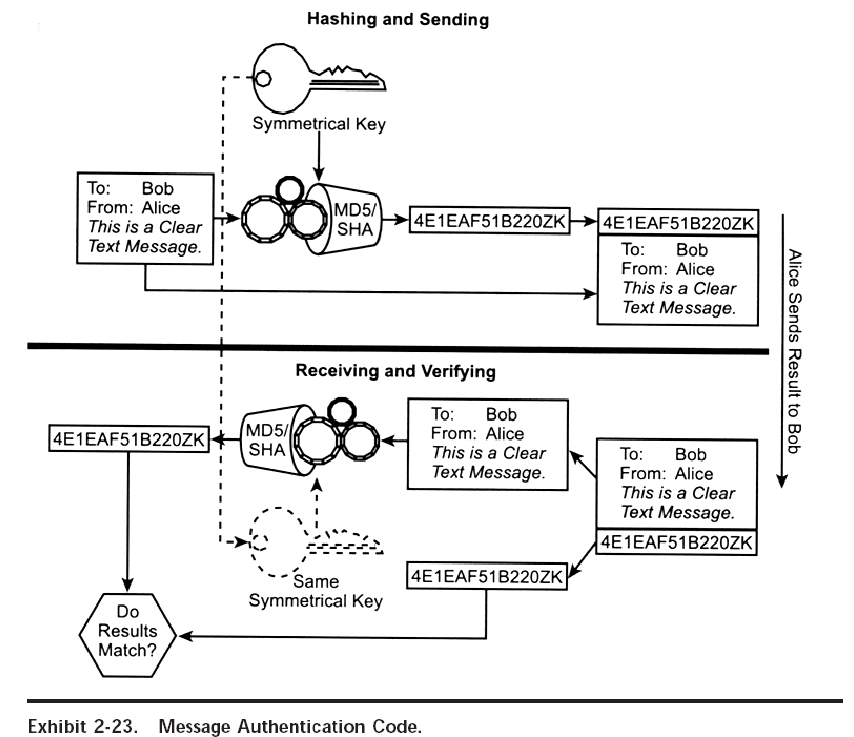 Hashing and Sending
Symmetrical Key
To: Bob
From: Alice
This is a Clear
Text Message.
MD5/
SHA
4E1EAF51B220ZK
4E1EAF51B220ZK
To: Bob
From: Alice
This is a Clear
Text Message.
Alice Sends Result to Bob
Receiving and Verifying
4E1EAF51B220ZK
MD5/
SHA
To: Bob
From: Alice
This is a Clear
Text Message.
To: Bob
From: Alice
This is a Clear
Text Message.
4E1EAF51B220ZK
Same
Symmetrical Key
4E1EAF51B220ZK
Do
Results
Match?
Exhibit 2-23. Message Authentication Code.